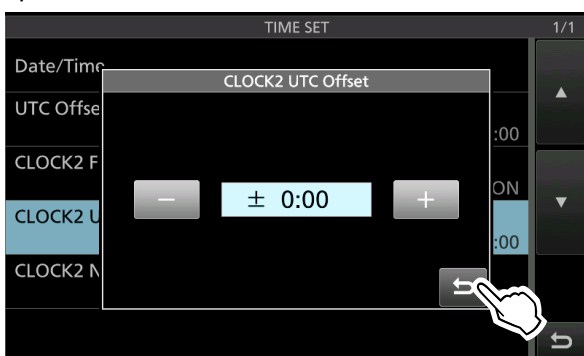 TIME SET 1/1
Date/Time
CLOCK2 UTC Offset
UTC Offse
:00
CLOCK2 F
ON
− ± 0:00 +
CLOCK2 U
:00
CLOCK2 N